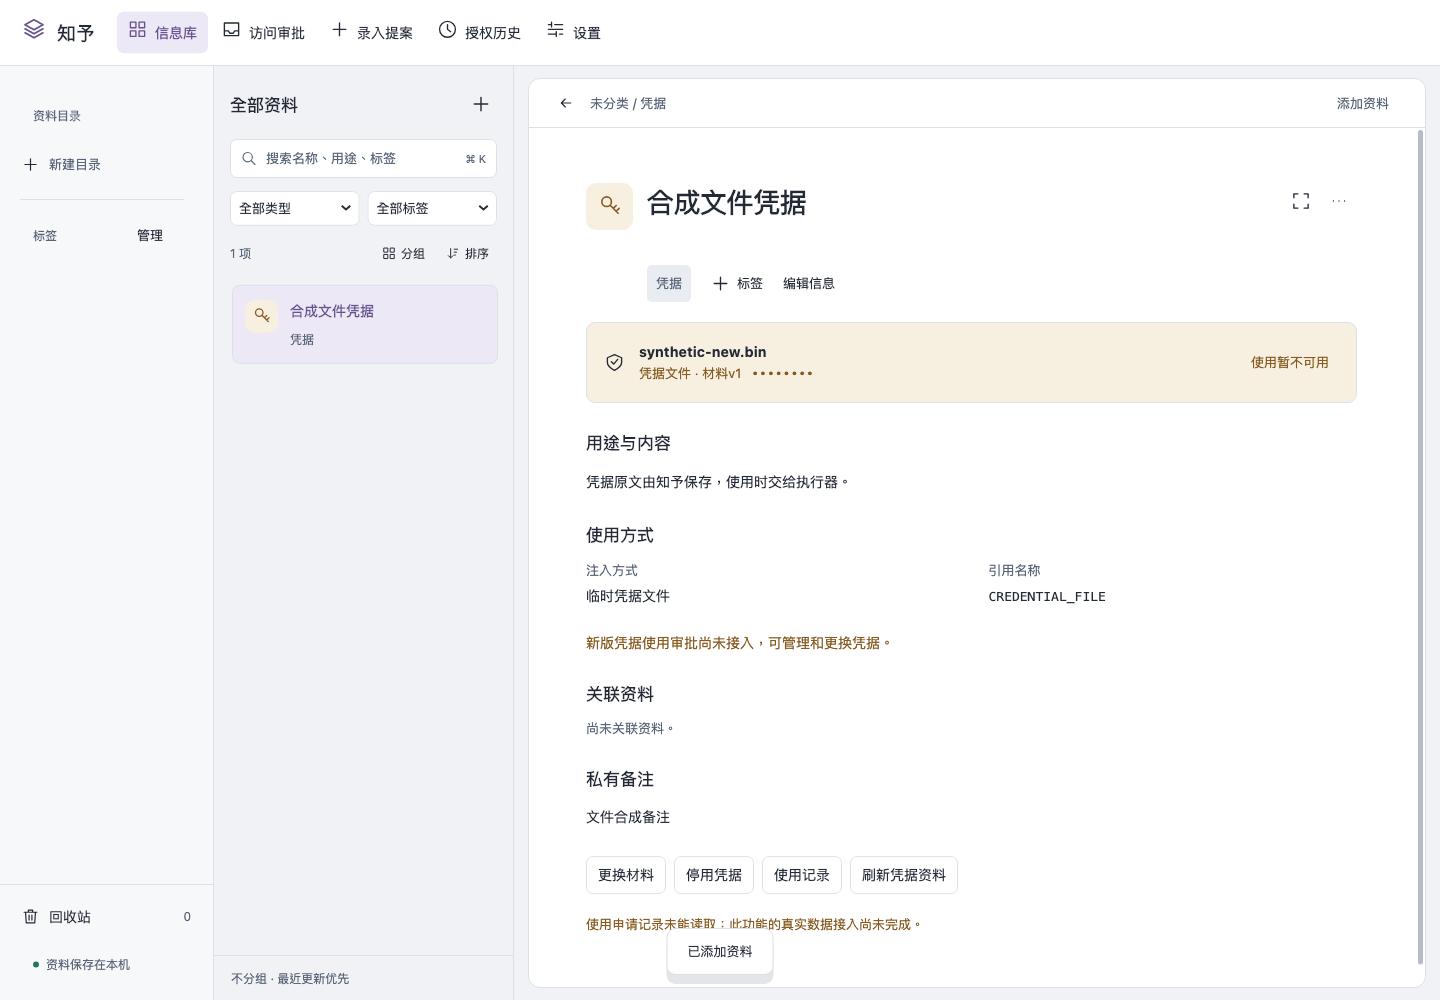 知予
信息库
访问审批
录入提案
授权历史
设置
资料目录
新建目录
标签
管理
回收站
0
资料保存在本机
全部资料
搜索名称、用途、标签
⌘ K
全部类型
全部标签
1 项
分组
排序
合成文件凭据
凭据
不分组 · 最近更新优先
未分类 / 凭据
添加资料
合成文件凭据
···
凭据
标签
编辑信息
synthetic-new.bin
凭据文件 · 材料v1 ••••••••
使用暂不可用
用途与内容
凭据原文由知予保存，使用时交给执行器。
使用方式
注入方式
引用名称
临时凭据文件
CREDENTIAL_FILE
新版凭据使用审批尚未接入，可管理和更换凭据。
关联资料
尚未关联资料。
私有备注
文件合成备注
更换材料
停用凭据
使用记录
刷新凭据资料
使用申请记录未能读取；此功能的真实数据接入尚未完成。
已添加资料